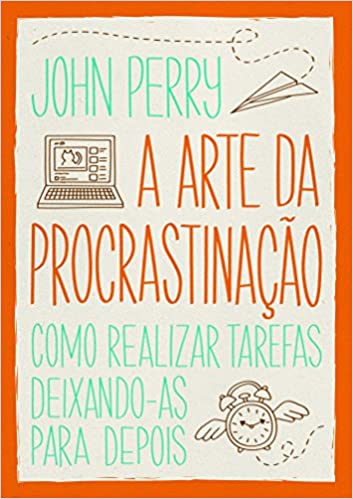 JOHN PERRY
A ARTE DA
PROCRASTINAÇÃO
COMO REALIZAR TAREFAS
DEIXANDO-AS
PARA DEPOIS